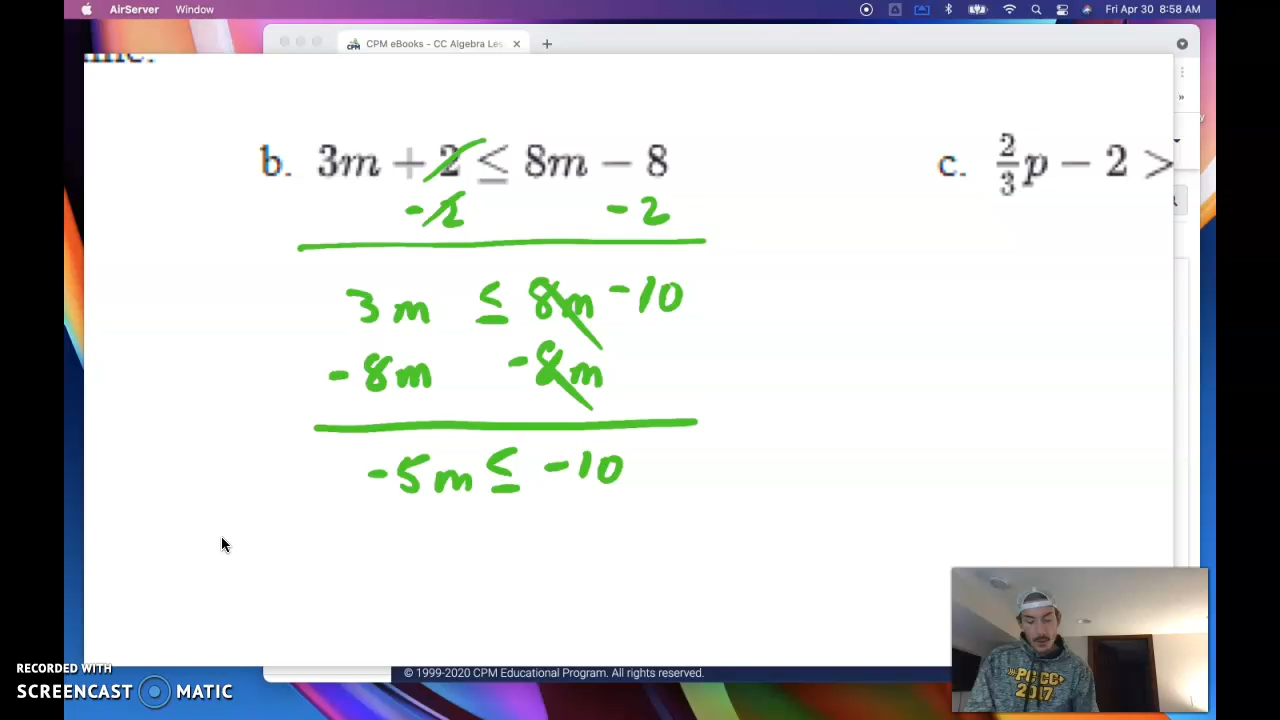 AirServer Window Fri Apr 30 8:58 AM
CPM eBooks - CC Algebra Les
b. 3m + 2 ≤ 8m − 8
-2 -2
c. 2/3 p − 2 >
3m ≤ 8m -10
-8m -8m
-5m ≤ -10
PHCC
2017
RECORDED WITH
SCREENCAST MATIC
© 1999-2020 CPM Educational Program. All rights reserved.